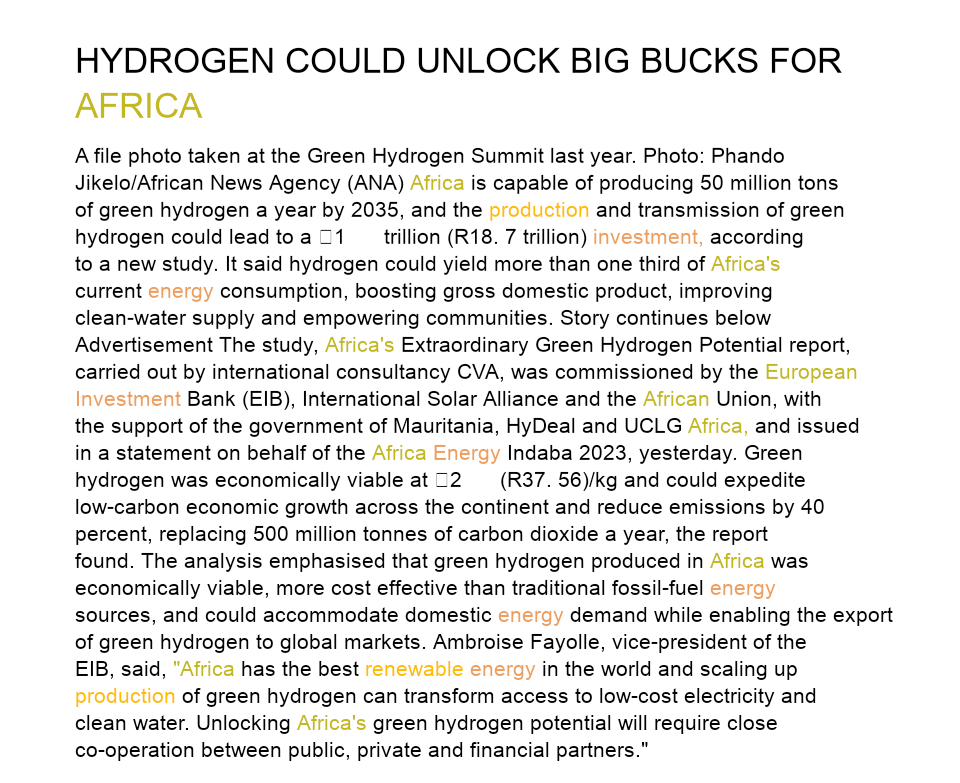 HYDROGEN COULD UNLOCK BIG BUCKS FOR
AFRICA
A file photo taken at the Green Hydrogen Summit last year. Photo: Phando
Jikelo/African News Agency (ANA) Africa is capable of producing 50 million tons
of green hydrogen a year by 2035, and the production and transmission of green
hydrogen could lead to a □1 trillion (R18. 7 trillion) investment, according
to a new study. It said hydrogen could yield more than one third of Africa's
current energy consumption, boosting gross domestic product, improving
clean-water supply and empowering communities. Story continues below
Advertisement The study, Africa's Extraordinary Green Hydrogen Potential report,
carried out by international consultancy CVA, was commissioned by the European
Investment Bank (EIB), International Solar Alliance and the African Union, with
the support of the government of Mauritania, HyDeal and UCLG Africa, and issued
in a statement on behalf of the Africa Energy Indaba 2023, yesterday. Green
hydrogen was economically viable at □2 (R37. 56)/kg and could expedite
low-carbon economic growth across the continent and reduce emissions by 40
percent, replacing 500 million tonnes of carbon dioxide a year, the report
found. The analysis emphasised that green hydrogen produced in Africa was
economically viable, more cost effective than traditional fossil-fuel energy
sources, and could accommodate domestic energy demand while enabling the export
of green hydrogen to global markets. Ambroise Fayolle, vice-president of the
EIB, said, "Africa has the best renewable energy in the world and scaling up
production of green hydrogen can transform access to low-cost electricity and
clean water. Unlocking Africa's green hydrogen potential will require close
co-operation between public, private and financial partners."